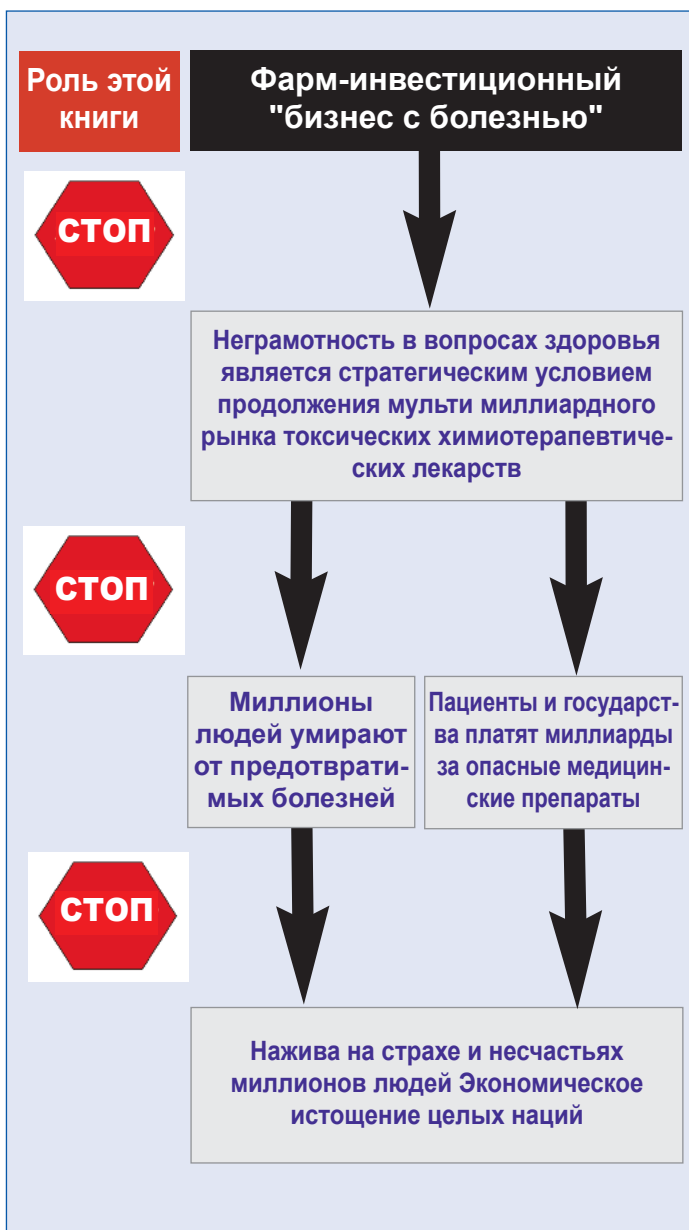 Роль этой
книги
Фарм-инвестиционный
"бизнес с болезнью"
СТОП
Неграмотность в вопросах здоровья
является стратегическим условием
продолжения мульти миллиардного
рынка токсических химиотерапевтиче-
ских лекарств
СТОП
Миллионы
людей умирают
от предотврати-
мых болезней
Пациенты и государст-
ва платят миллиарды
за опасные медицин-
ские препараты
СТОП
Нажива на страхе и несчастьях
миллионов людей Экономическое
истощение целых наций